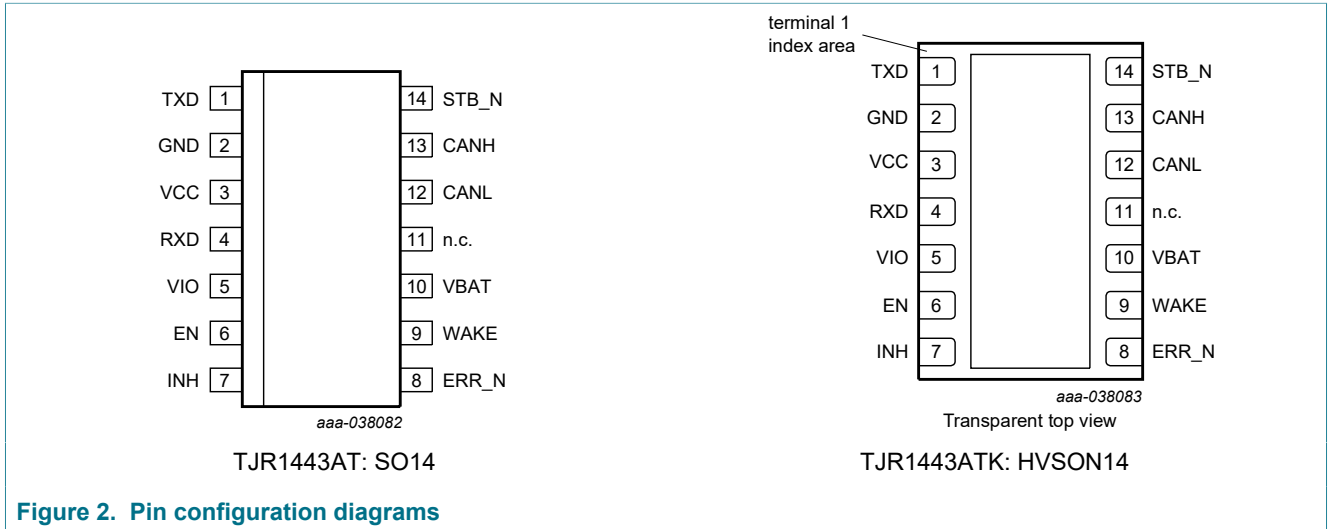 TXD 1
14 STB_N
GND 2
13 CANH
VCC 3
12 CANL
RXD 4
11 n.c.
VIO 5
10 VBAT
EN 6
9 WAKE
INH 7
8 ERR_N
aaa-038082
TJR1443AT: SO14
terminal 1
index area
TXD 1
14 STB_N
GND 2
13 CANH
VCC 3
12 CANL
RXD 4
11 n.c.
VIO 5
10 VBAT
EN 6
9 WAKE
INH 7
8 ERR_N
aaa-038083
Transparent top view
TJR1443ATK: HVSON14
Figure 2. Pin configuration diagrams